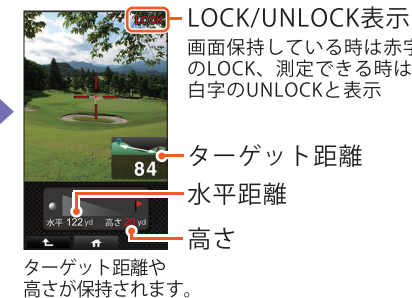 LOCK
LOCK/UNLOCK表示
画面保持している時は赤字
のLOCK、測定できる時は
白字のUNLOCKと表示
84
ターゲット距離
水平距離
水平 122yd 高さ 20yd
高さ
ターゲット距離や
高さが保持されます。